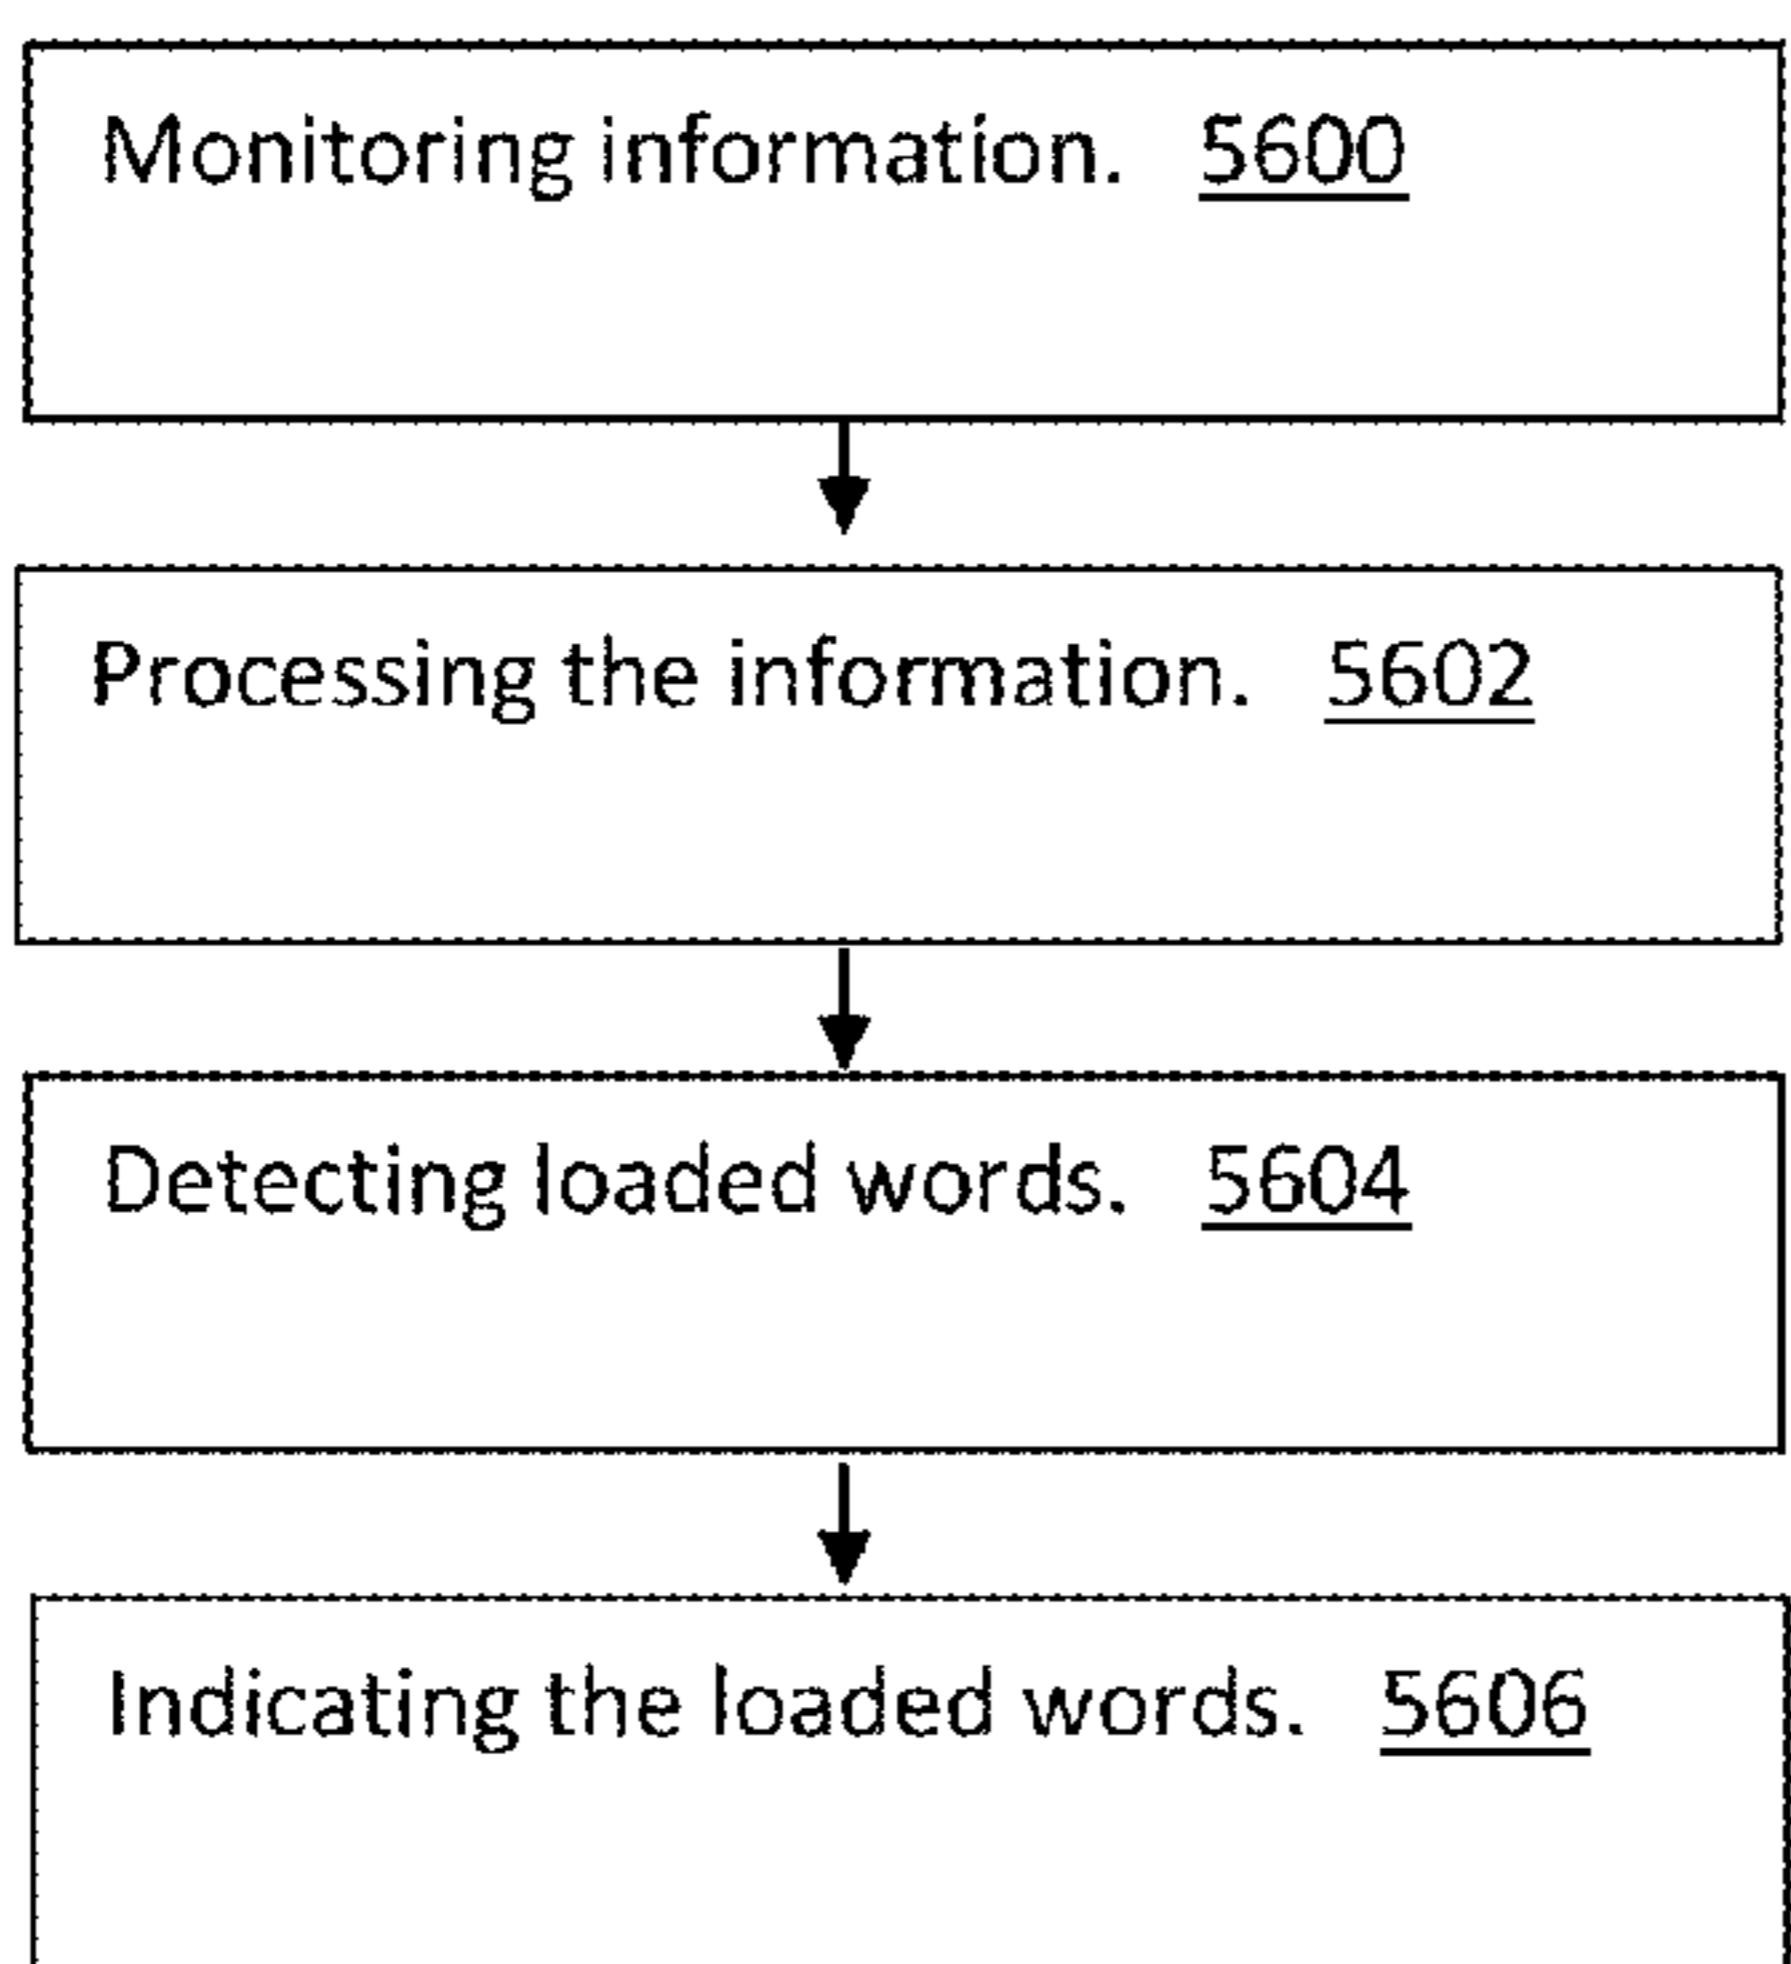 Monitoring information. 5600
Processing the information. 5602
Detecting loaded words. 5604
Indicating the loaded words. 5606